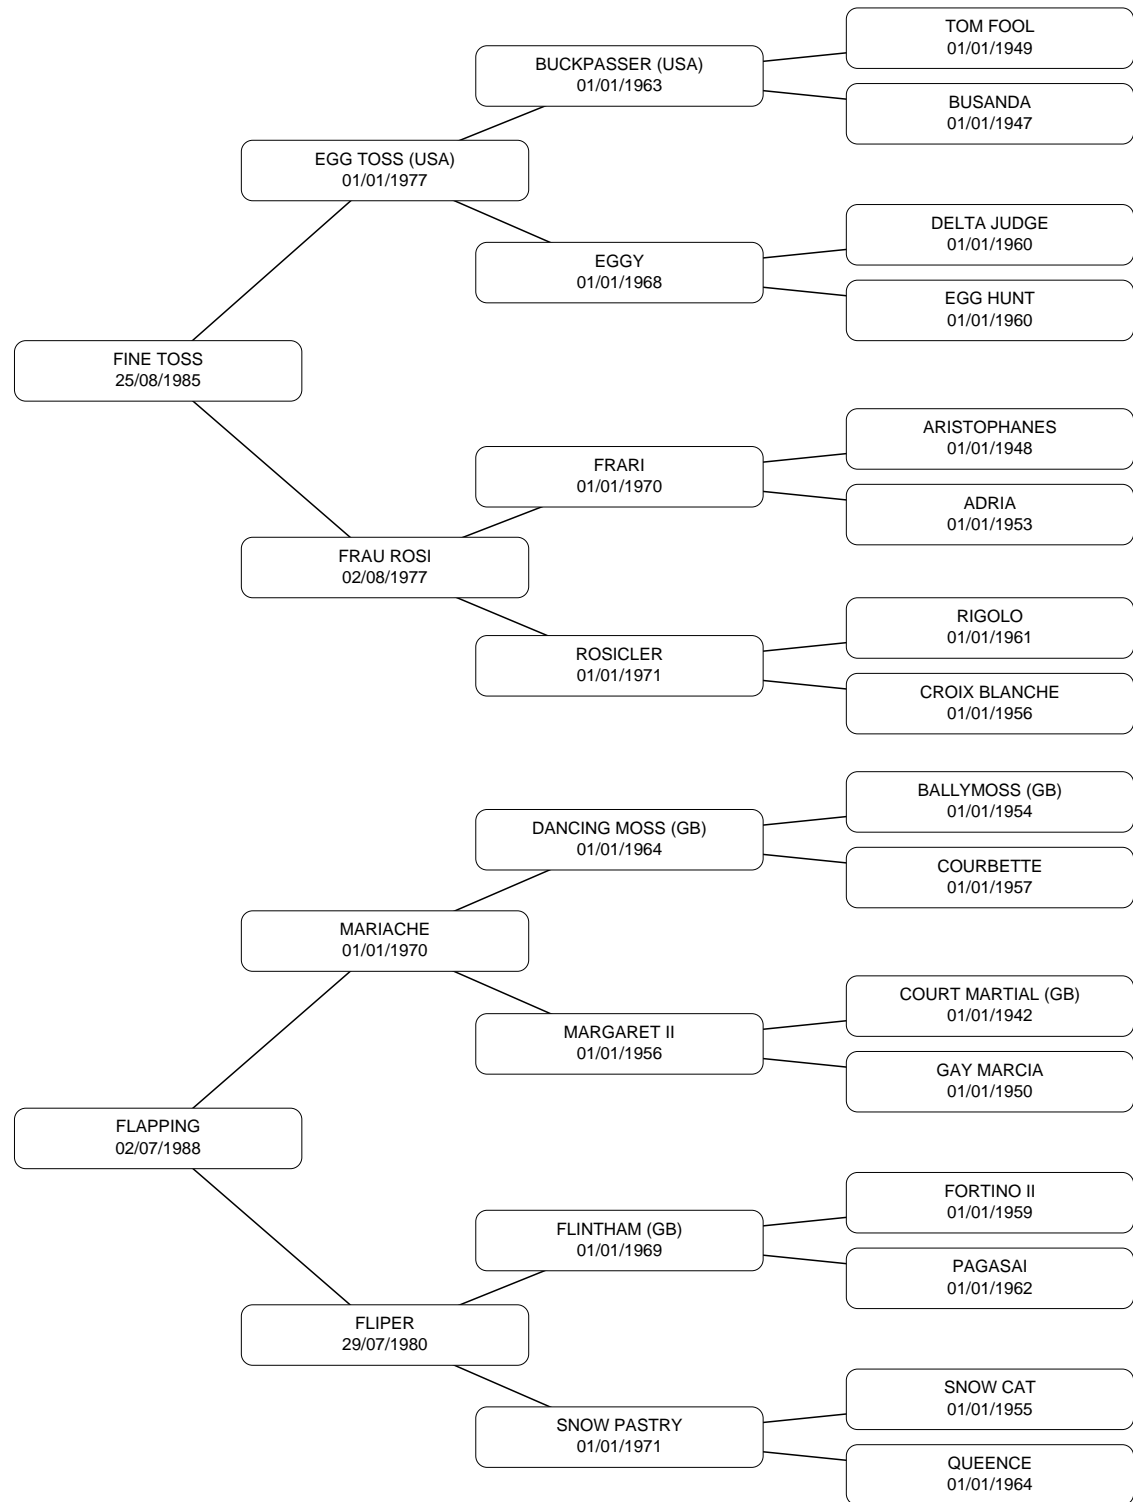 TOM FOOL
01/01/1949
BUCKPASSER (USA)
01/01/1963
BUSANDA
01/01/1947
EGG TOSS (USA)
01/01/1977
DELTA JUDGE
01/01/1960
EGGY
01/01/1968
EGG HUNT
01/01/1960
FINE TOSS
25/08/1985
ARISTOPHANES
01/01/1948
FRARI
01/01/1970
ADRIA
01/01/1953
FRAU ROSI
02/08/1977
RIGOLO
01/01/1961
ROSICLER
01/01/1971
CROIX BLANCHE
01/01/1956
BALLYMOSS (GB)
01/01/1954
DANCING MOSS (GB)
01/01/1964
COURBETTE
01/01/1957
MARIACHE
01/01/1970
COURT MARTIAL (GB)
01/01/1942
MARGARET II
01/01/1956
GAY MARCIA
01/01/1950
FLAPPING
02/07/1988
FORTINO II
01/01/1959
FLINTHAM (GB)
01/01/1969
PAGASAI
01/01/1962
FLIPER
29/07/1980
SNOW CAT
01/01/1955
SNOW PASTRY
01/01/1971
QUEENCE
01/01/1964